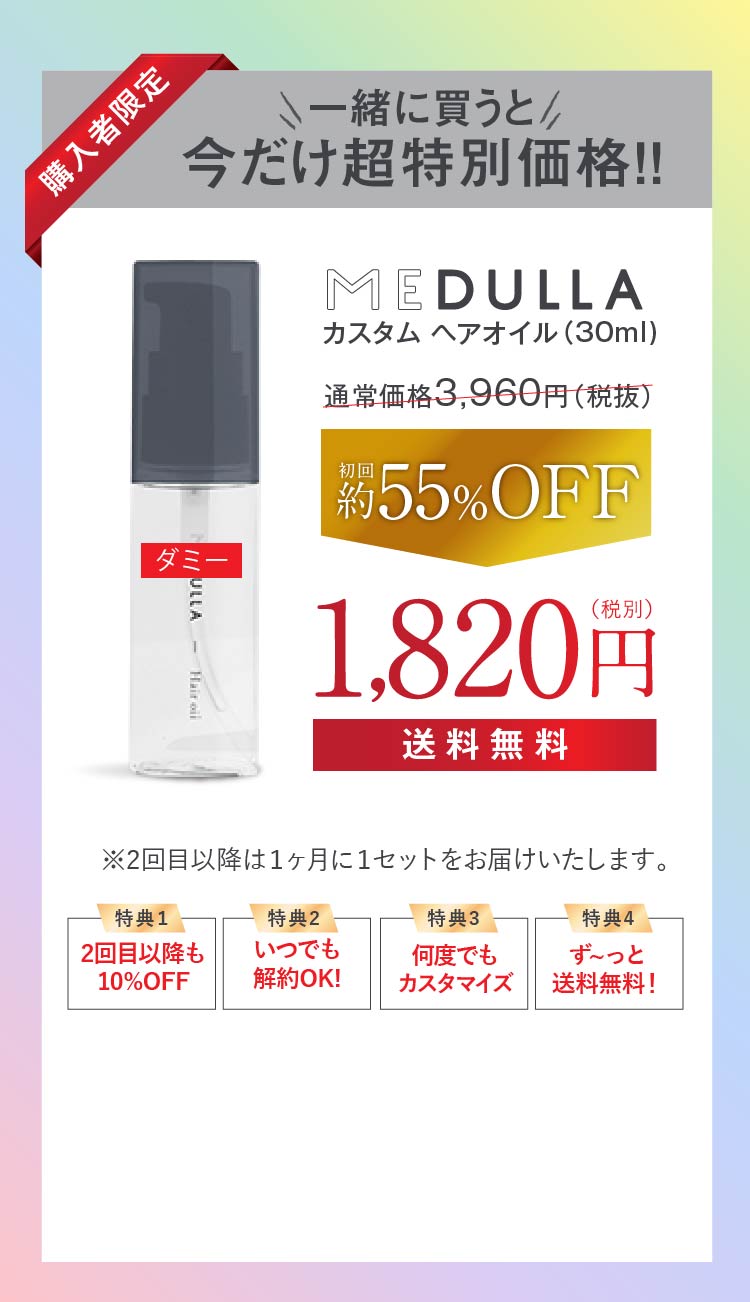 購入者限定
一緒に買うと
今だけ超特別価格!!
MEDULLA
カスタム ヘアオイル（30ml）
通常価格3,960円（税抜）
初回
約55%OFF
1,820円（税別）
送料無料
ダミー
ULLA — Hair oil
※2回目以降は1ヶ月に1セットをお届けいたします。
特典1
2回目以降も
10%OFF
特典2
いつでも
解約OK!
特典3
何度でも
カスタマイズ
特典4
ず~っと
送料無料!